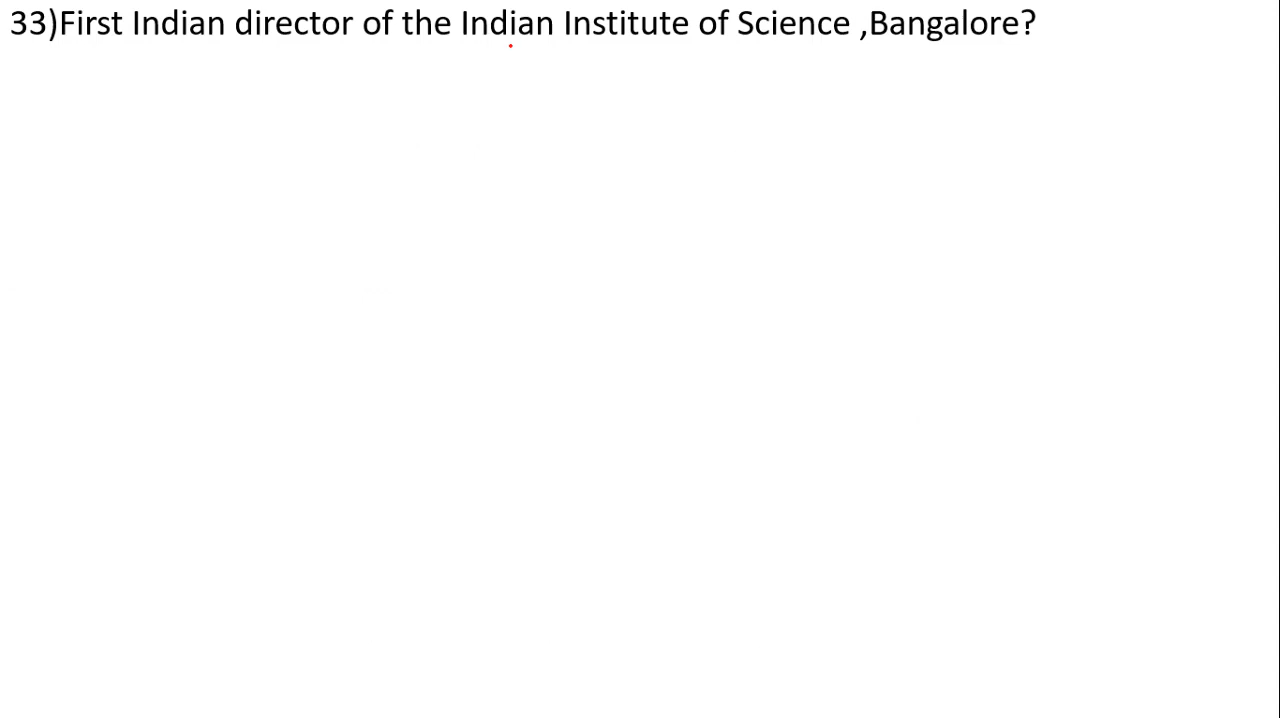 33)First Indian director of the Indian Institute of Science ,Bangalore?